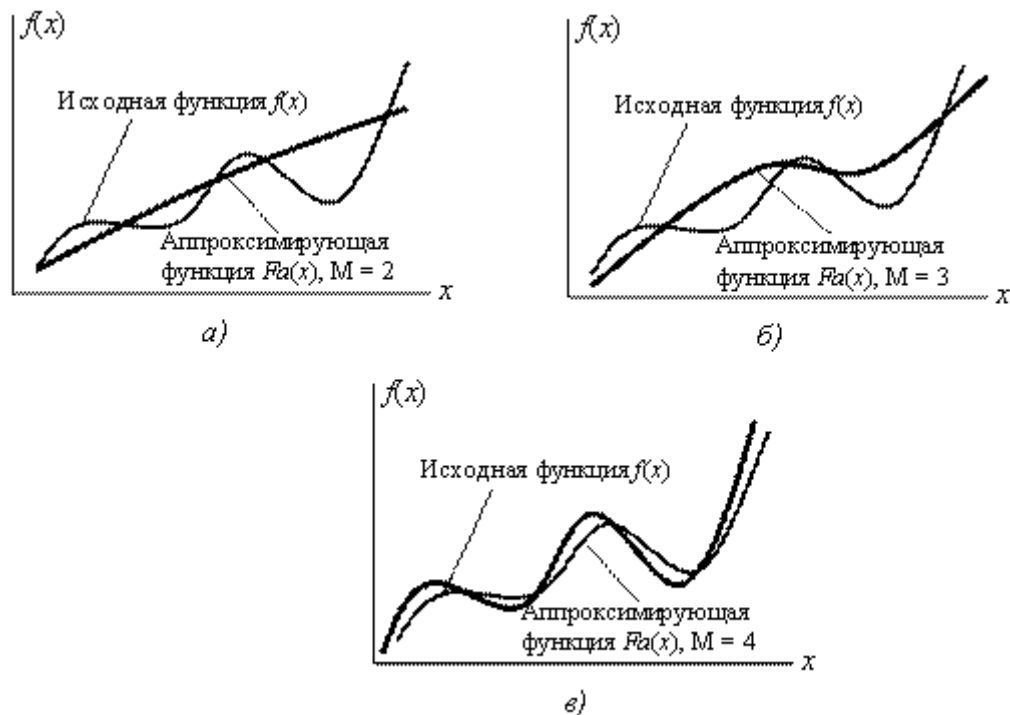 f(x)
Исходная функция f(x)
Аппроксимирующая
функция Fa(x), M = 2
x
а)
f(x)
Исходная функция f(x)
Аппроксимирующая
функция Fa(x), M = 3
x
б)
f(x)
Исходная функция f(x)
Аппроксимирующая
функция Fa(x), M = 4
x
в)